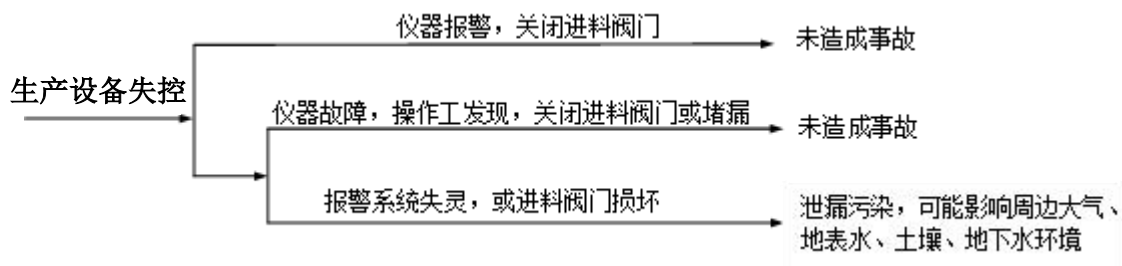 仪器报警，关闭进料阀门
未造成事故
生产设备失控
仪器故障，操作工发现，关闭进料阀门或堵漏
未造成事故
报警系统失灵，或进料阀门损坏
泄漏污染，可能影响周边大气、
地表水、土壤、地下水环境